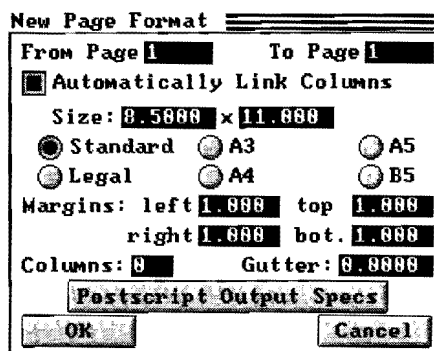 New Page Format
From Page 1 To Page 1
Automatically Link Columns
Size: 8.5000 x 11.000
Standard A3 A5
Legal A4 B5
Margins: left 1.000 top 1.000
right 1.000 bot. 1.000
Columns: 0 Gutter: 0.0000
Postscript Output Specs
OK Cancel